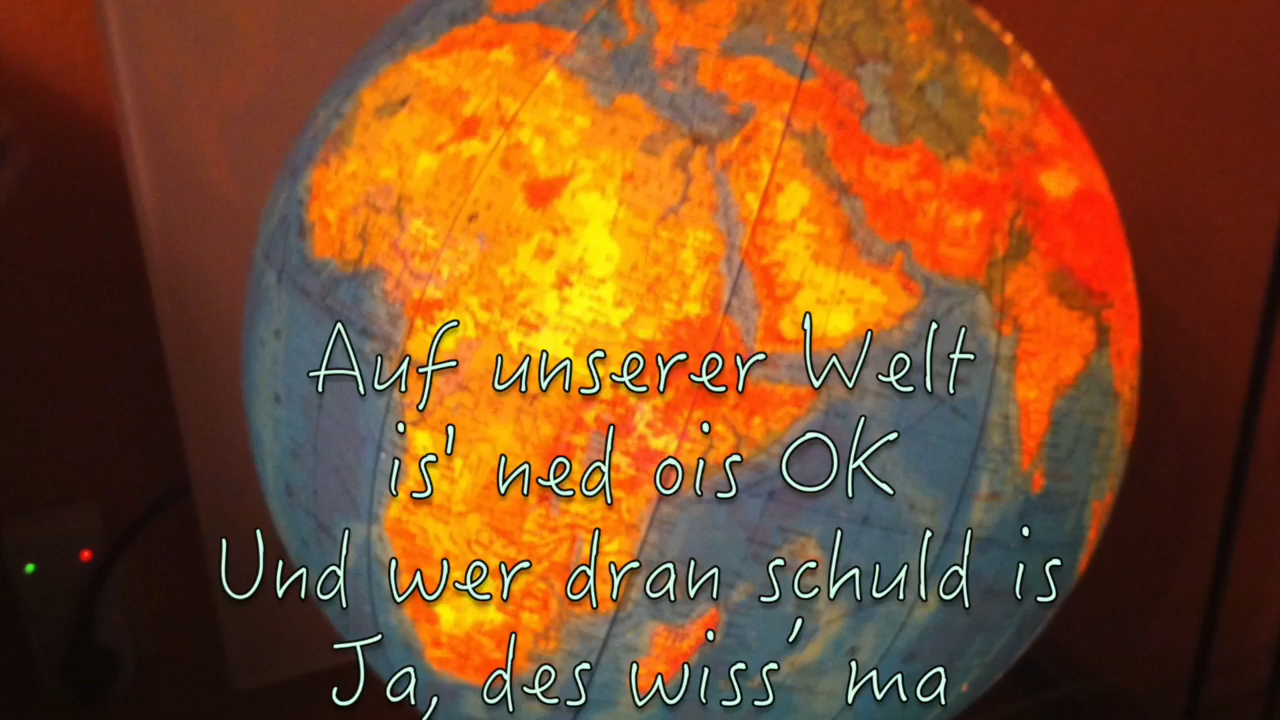 Auf unserer Welt
is' ned ois OK
Und wer dran schuld is
Ja, des wiss' ma